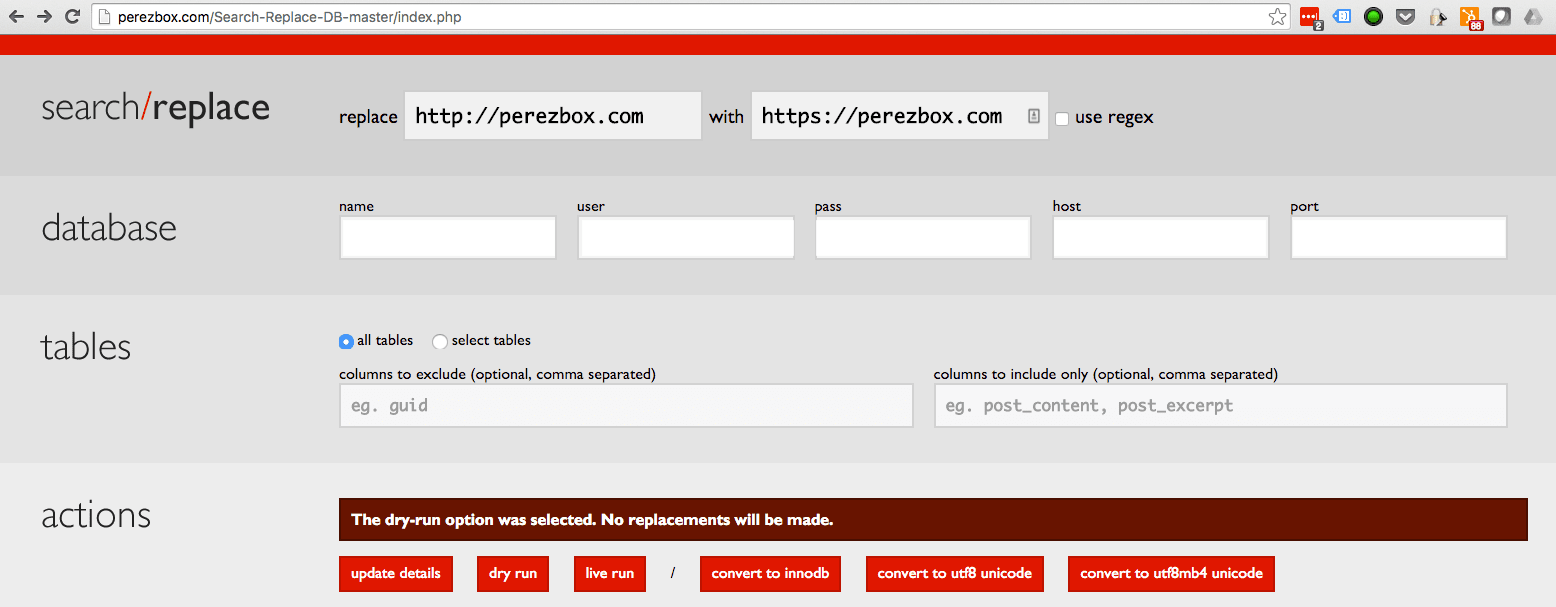 perezbox.com/Search-Replace-DB-master/index.php
2
88
search/replace
replace http://perezbox.com with https://perezbox.com use regex
database
name user pass host port
tables
all tables select tables
columns to exclude (optional, comma separated) columns to include only (optional, comma separated)
eg. guid eg. post_content, post_excerpt
actions
The dry-run option was selected. No replacements will be made.
update details dry run live run / convert to innodb convert to utf8 unicode convert to utf8mb4 unicode